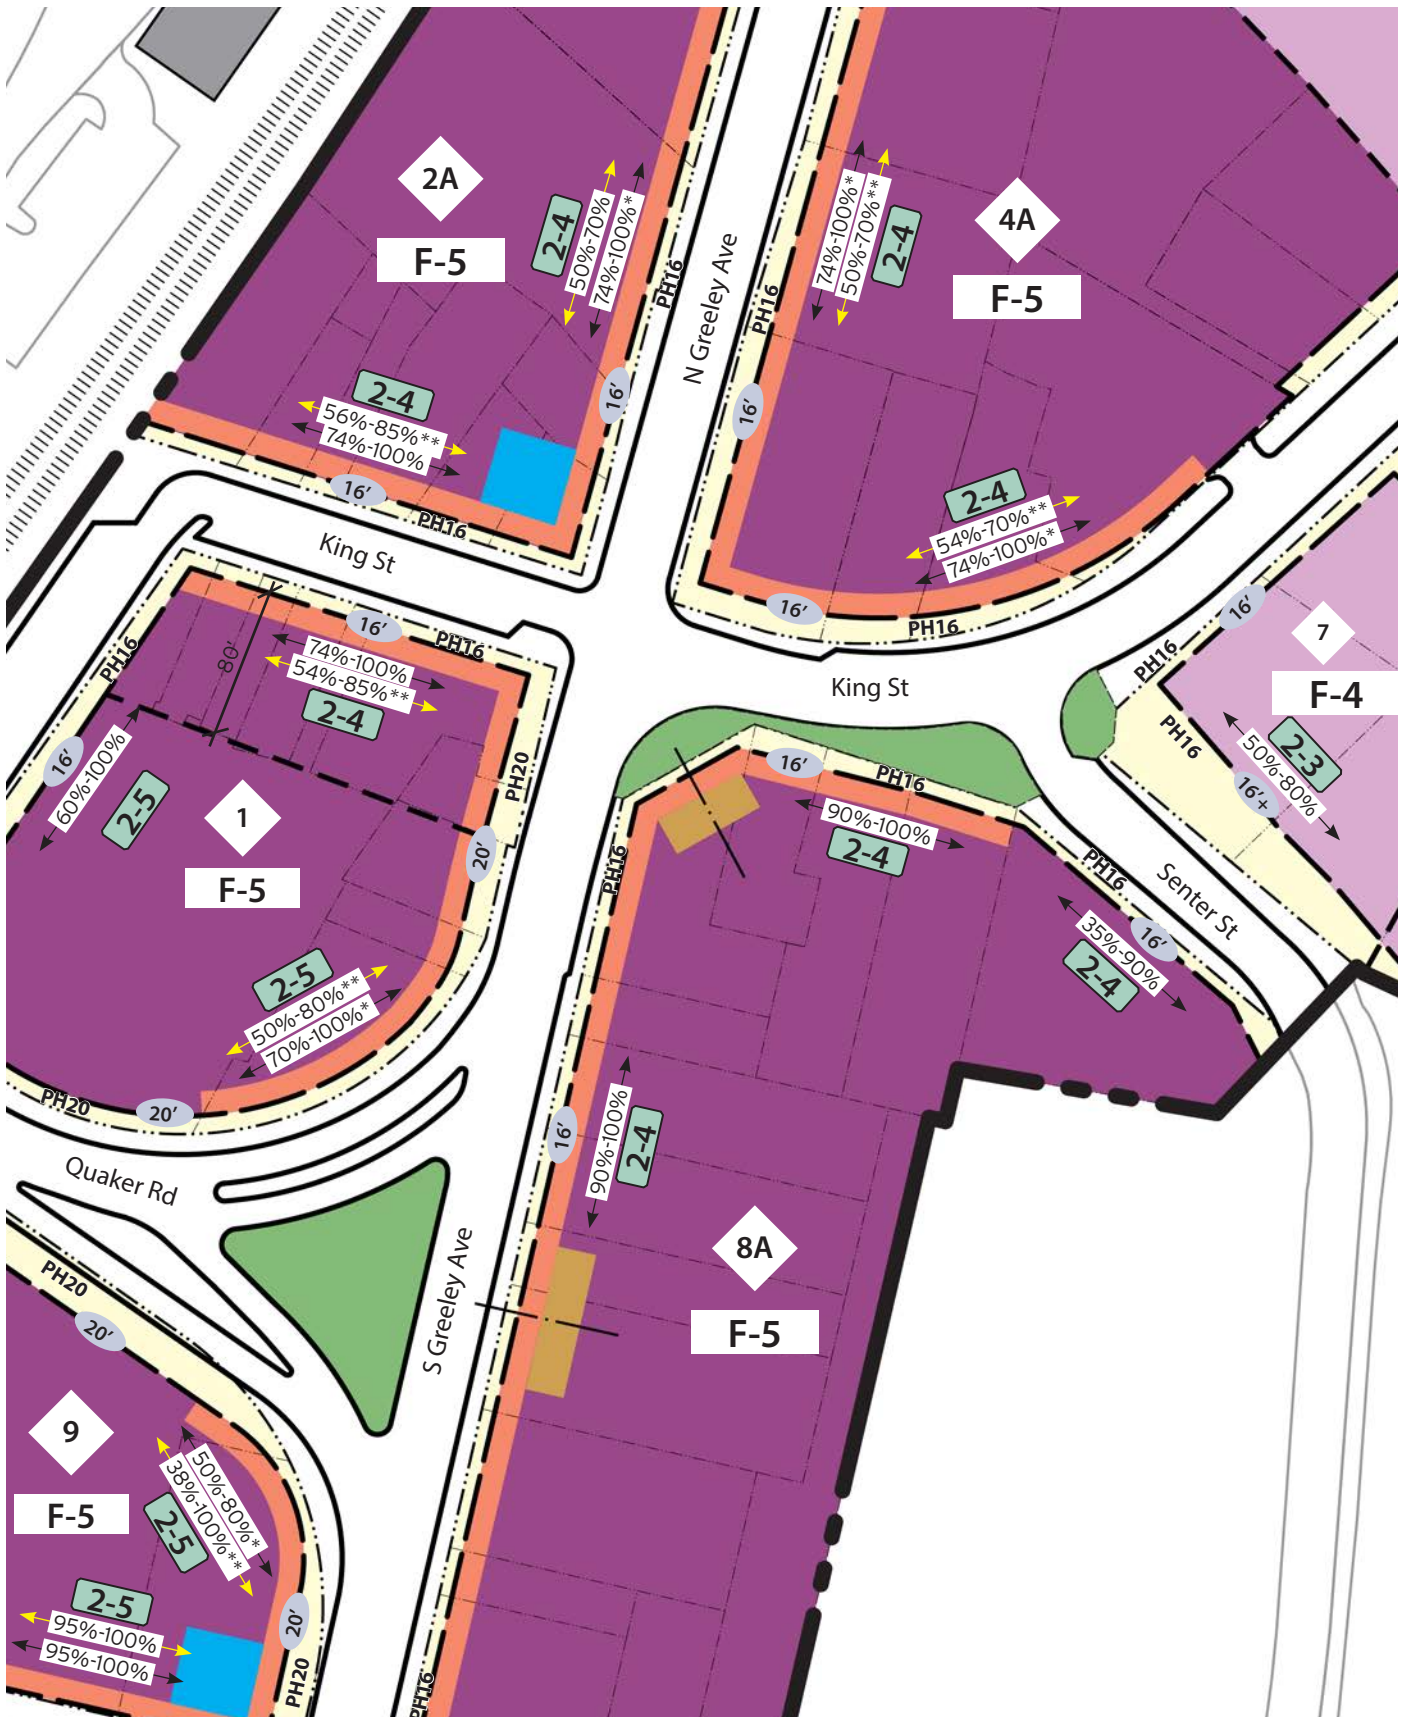 2A
F-5
2-4
50%-70%
74%-100%*
PH16
N Greeley Ave
16'
2-4
56%-85%**
74%-100%
16'
PH16
King St
4A
F-5
74%-100%*
50%-70%**
2-4
PH16
16'
2-4
54%-70%**
74%-100%*
16'
PH16
King St
16'
PH16
PH16
7
F-4
2-3
50%-80%
16'+
Senter St
PH16
80'
16'
PH16
74%-100%
54%-85%**
2-4
16'
60%-100%
2-5
1
F-5
PH20
20'
2-5
50%-80%**
70%-100%*
PH20
20'
Quaker Rd
16'
PH16
90%-100%
2-4
PH16
PH16
16'
35%-90%
2-4
16'
90%-100%
2-4
8A
F-5
S Greeley Ave
PH16
PH20
20'
9
F-5
50%-80%*
38%-100%**
2-5
2-5
95%-100%
95%-100%
20'
PH20